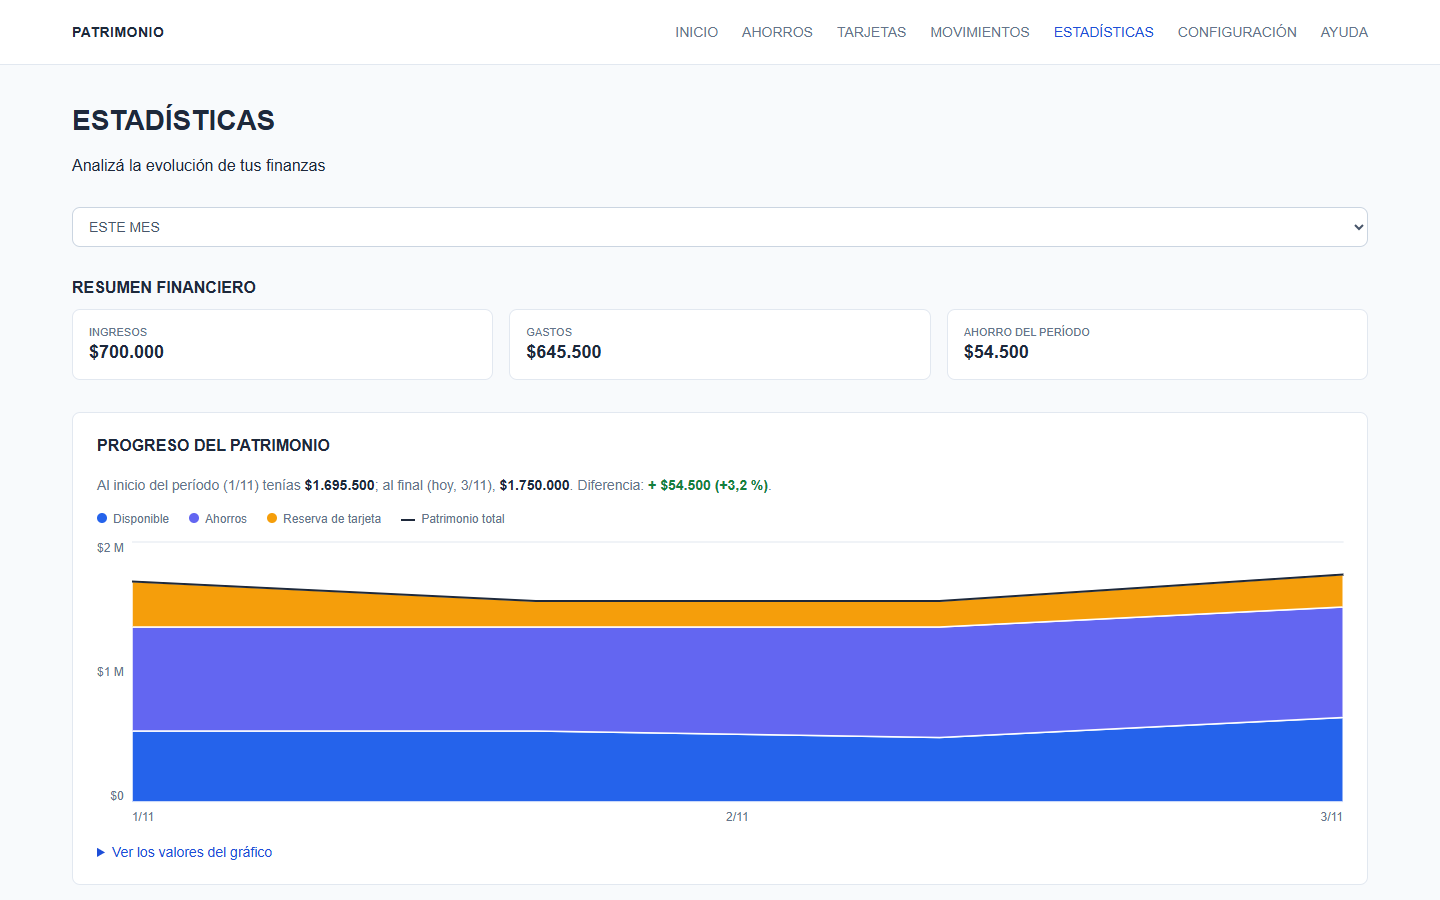 PATRIMONIO
INICIO AHORROS TARJETAS MOVIMIENTOS ESTADÍSTICAS CONFIGURACIÓN AYUDA
ESTADÍSTICAS
Analizá la evolución de tus finanzas
ESTE MES
RESUMEN FINANCIERO
INGRESOS
$700.000
GASTOS
$645.500
AHORRO DEL PERÍODO
$54.500
PROGRESO DEL PATRIMONIO
Al inicio del período (1/11) tenías $1.695.500; al final (hoy, 3/11), $1.750.000. Diferencia: + $54.500 (+3,2 %).
Disponible Ahorros Reserva de tarjeta Patrimonio total
$2 M
$1 M
$0
1/11 2/11 3/11
Ver los valores del gráfico